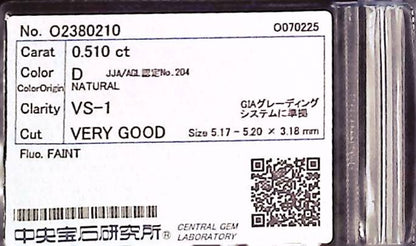 No. O2380210 O070225
Carat 0.510 ct
Color D JJA/AGL認定No.204
ColorOrigin NATURAL
Clarity VS-1 GIAグレーディング
システムに準拠
Cut VERY GOOD Size 5.17 - 5.20 × 3.18 mm
Fluo. FAINT
中央宝石研究所® CENTRAL GEM
LABORATORY